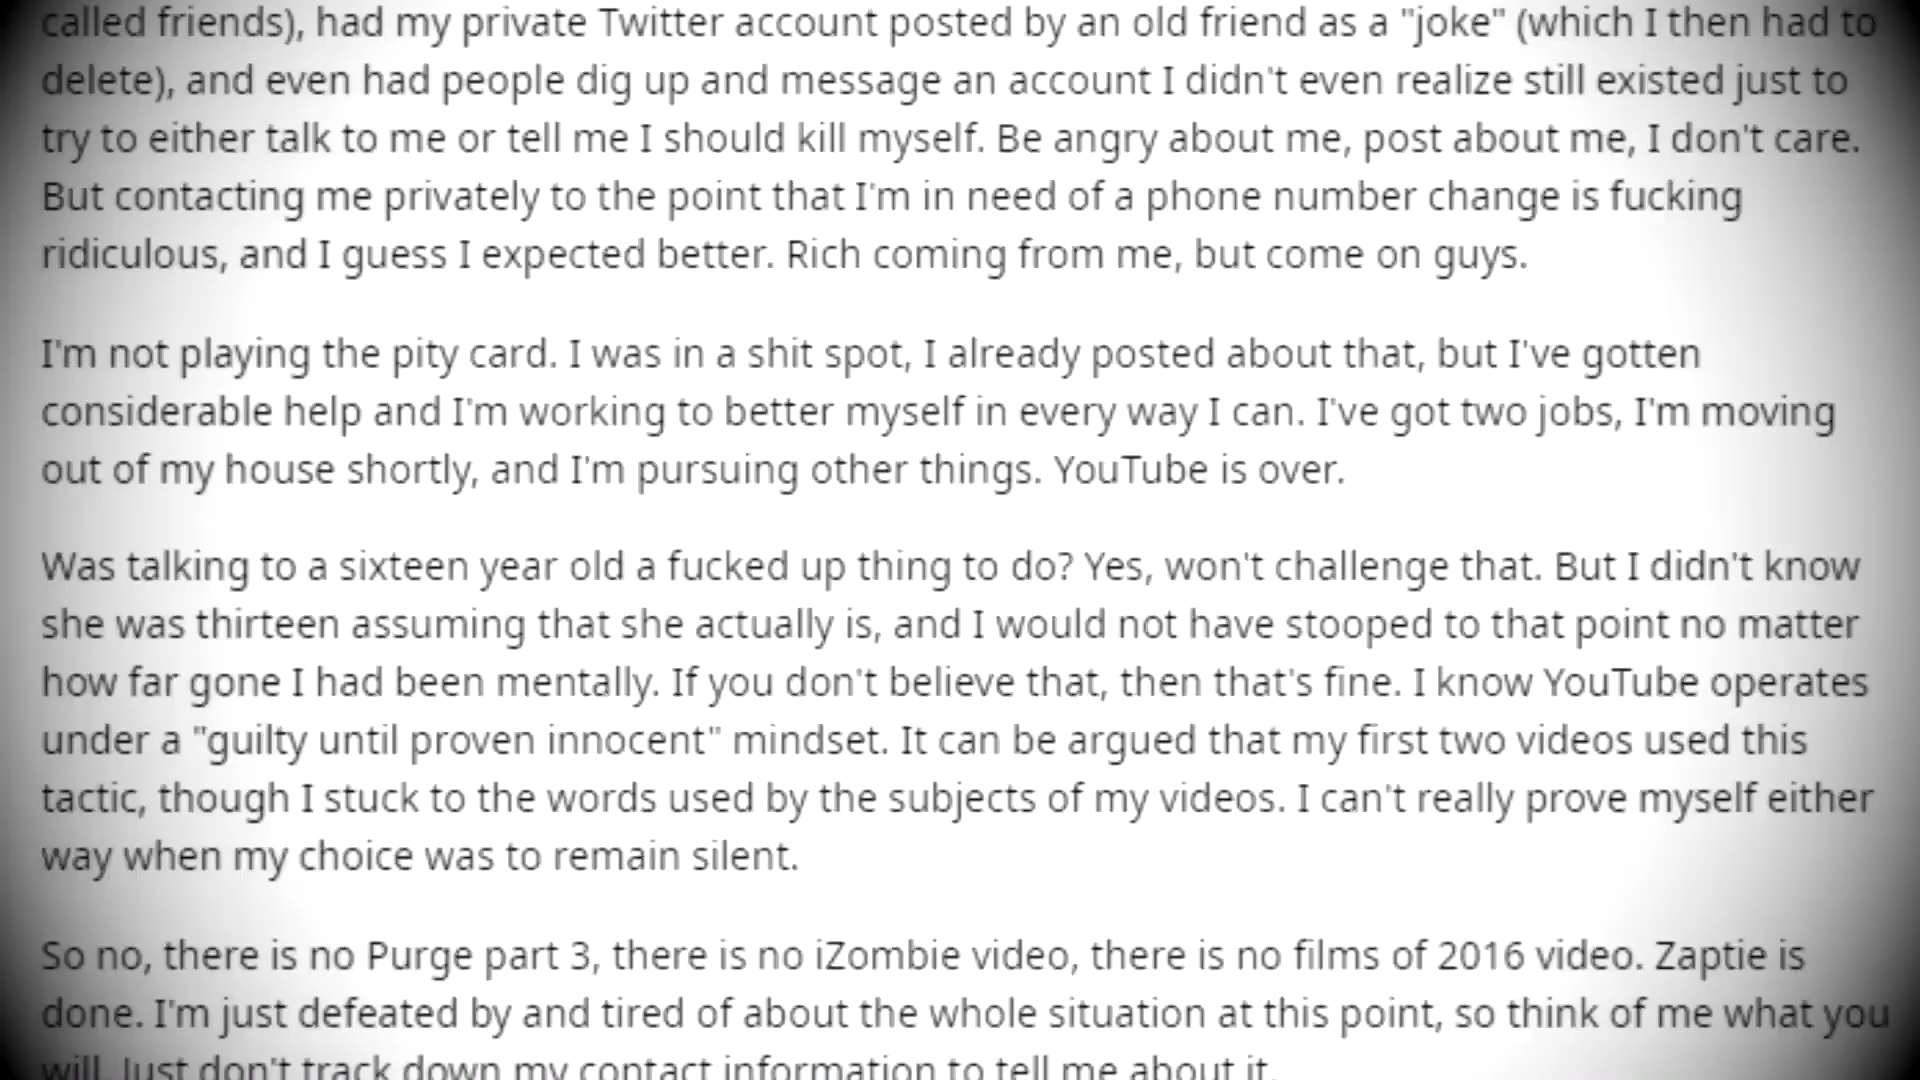 called friends), had my private Twitter account posted by an old friend as a "joke" (which I then had to
delete), and even had people dig up and message an account I didn't even realize still existed just to
try to either talk to me or tell me I should kill myself. Be angry about me, post about me, I don't care.
But contacting me privately to the point that I'm in need of a phone number change is fucking
ridiculous, and I guess I expected better. Rich coming from me, but come on guys.
I'm not playing the pity card. I was in a shit spot, I already posted about that, but I've gotten
considerable help and I'm working to better myself in every way I can. I've got two jobs, I'm moving
out of my house shortly, and I'm pursuing other things. YouTube is over.
Was talking to a sixteen year old a fucked up thing to do? Yes, won't challenge that. But I didn't know
she was thirteen assuming that she actually is, and I would not have stooped to that point no matter
how far gone I had been mentally. If you don't believe that, then that's fine. I know YouTube operates
under a "guilty until proven innocent" mindset. It can be argued that my first two videos used this
tactic, though I stuck to the words used by the subjects of my videos. I can't really prove myself either
way when my choice was to remain silent.
So no, there is no Purge part 3, there is no iZombie video, there is no films of 2016 video. Zaptie is
done. I'm just defeated by and tired of about the whole situation at this point, so think of me what you
will. Just don't track down my contact information to tell me about it.